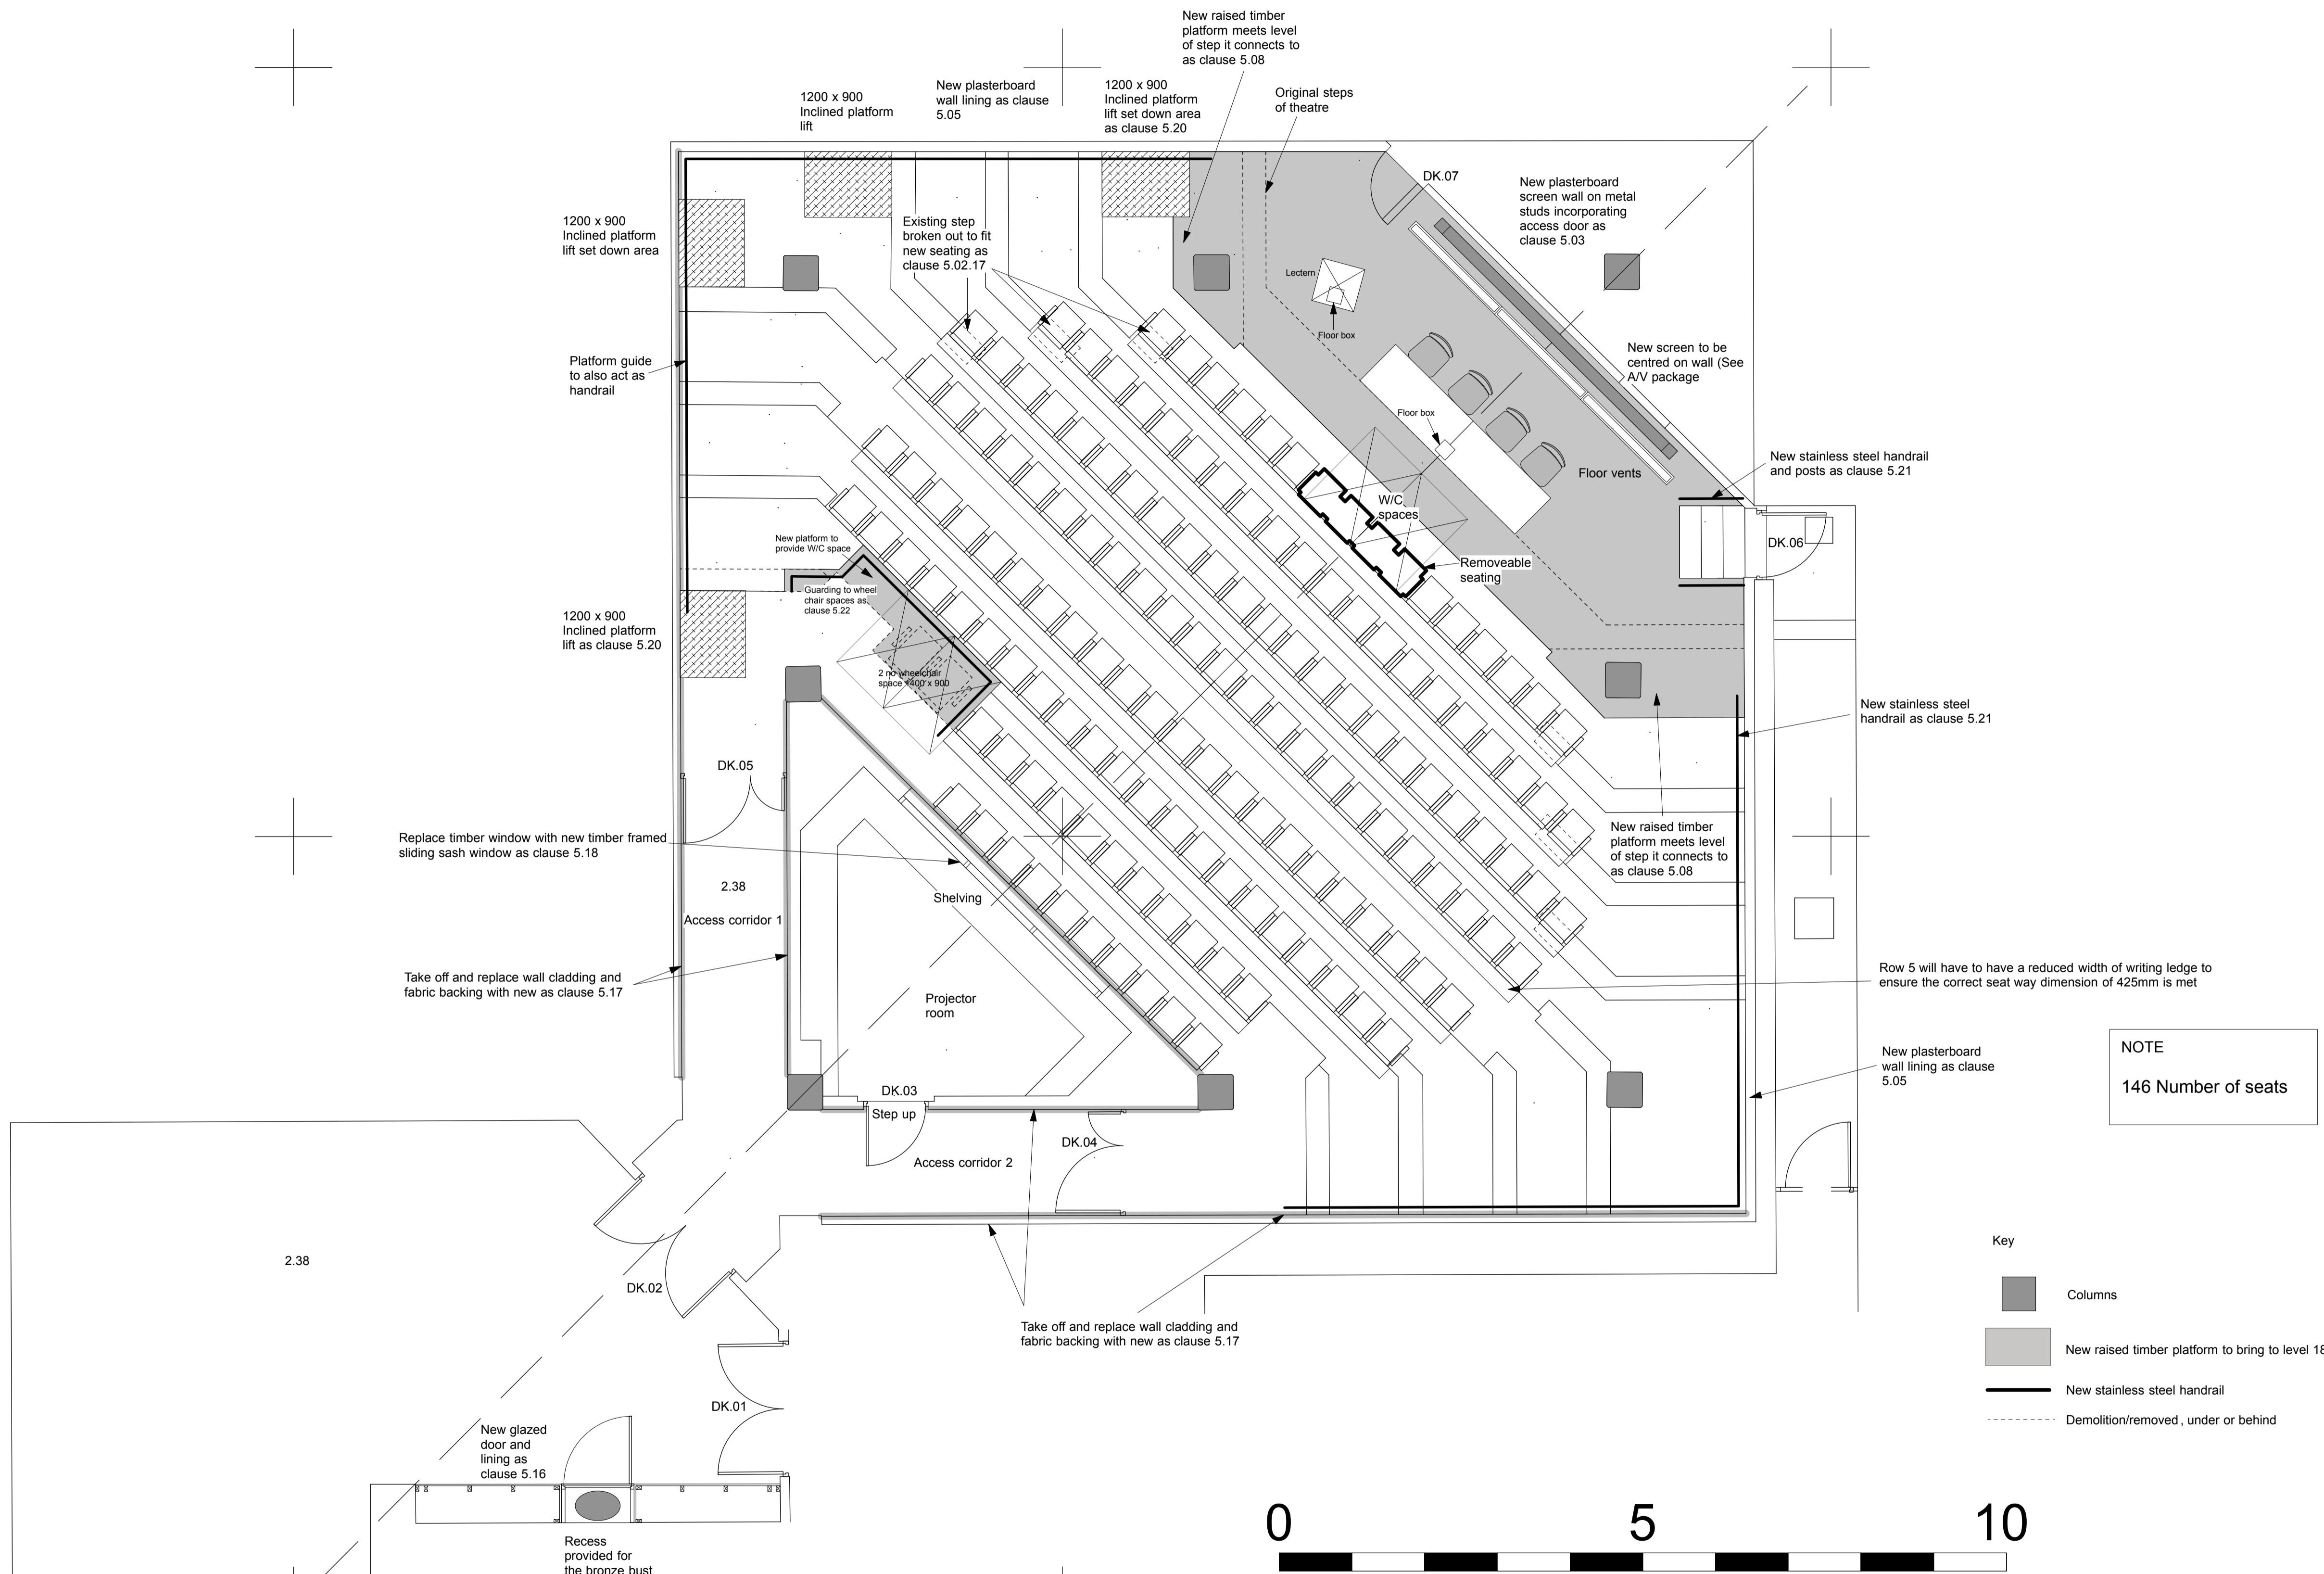 New raised timber
platform meets level
of step it connects to
as clause 5.08
1200 x 900
Inclined platform
lift
New plasterboard
wall lining as clause
5.05
1200 x 900
Inclined platform
lift set down area
as clause 5.20
Original steps
of theatre
DK.07
New plasterboard
screen wall on metal
studs incorporating
access door as
clause 5.03
1200 x 900
Inclined platform
lift set down area
Existing step
broken out to fit
new seating as
clause 5.02.17
Lectern
Floor box
Platform guide
to also act as
handrail
New screen to be
centred on wall (See
A/V package
Floor box
Floor vents
New stainless steel handrail
and posts as clause 5.21
W/C
spaces
DK.06
New platform to
provide W/C space
Removeable
seating
Guarding to wheel
chair spaces as
clause 5.22
1200 x 900
Inclined platform
lift as clause 5.20
2 no wheelchair
space 1400 x 900
New stainless steel
handrail as clause 5.21
DK.05
Replace timber window with new timber framed
sliding sash window as clause 5.18
New raised timber
platform meets level
of step it connects to
as clause 5.08
2.38
Access corridor 1
Shelving
Take off and replace wall cladding and
fabric backing with new as clause 5.17
Row 5 will have to have a reduced width of writing ledge to
ensure the correct seat way dimension of 425mm is met
Projector
room
New plasterboard
wall lining as clause
5.05
NOTE
146 Number of seats
DK.03
Step up
DK.04
Access corridor 2
2.38
DK.02
Key
Columns
Take off and replace wall cladding and
fabric backing with new as clause 5.17
New raised timber platform to bring to level 18
New stainless steel handrail
DK.01
Demolition/removed, under or behind
New glazed
door and
lining as
clause 5.16
0 5 10
Recess
provided for
the bronze bust